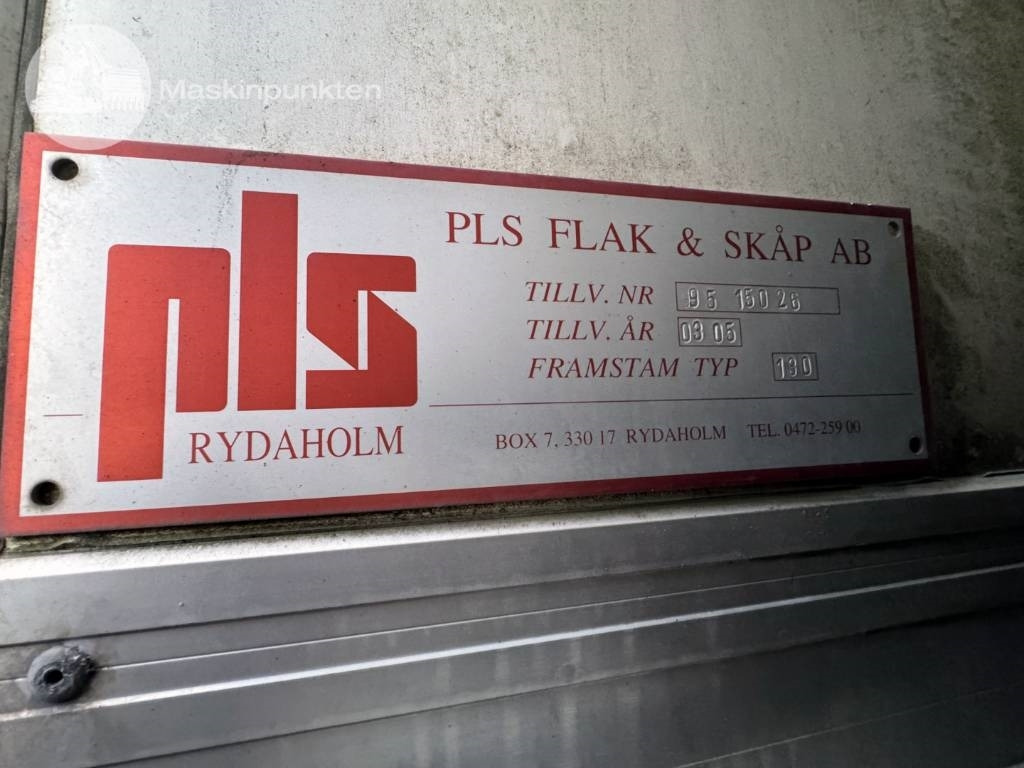 Maskinpunkten
pls
RYDAHOLM
PLS FLAK & SKÅP AB
TILLV. NR 95 15026
TILLV. ÅR 09 05
FRAMSTAM TYP 130
BOX 7, 330 17 RYDAHOLM TEL. 0472-259 00